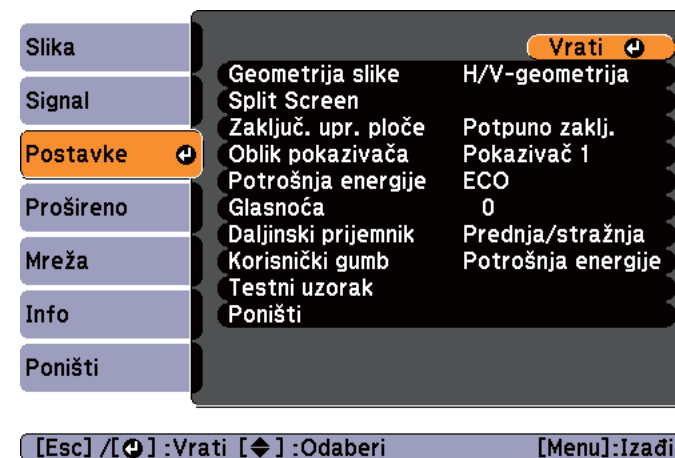 Slika
Signal
Postavke
Prošireno
Mreža
Info
Poništi
Vrati
Geometrija slike H/V-geometrija
Split Screen
Zaključ. upr. ploče Potpuno zaklj.
Oblik pokazivača Pokazivač 1
Potrošnja energije ECO
Glasnoća 0
Daljinski prijemnik Prednja/stražnja
Korisnički gumb Potrošnja energije
Testni uzorak
Poništi
[Esc] /[⏎] :Vrati [◆] :Odaberi [Menu]:Izađi